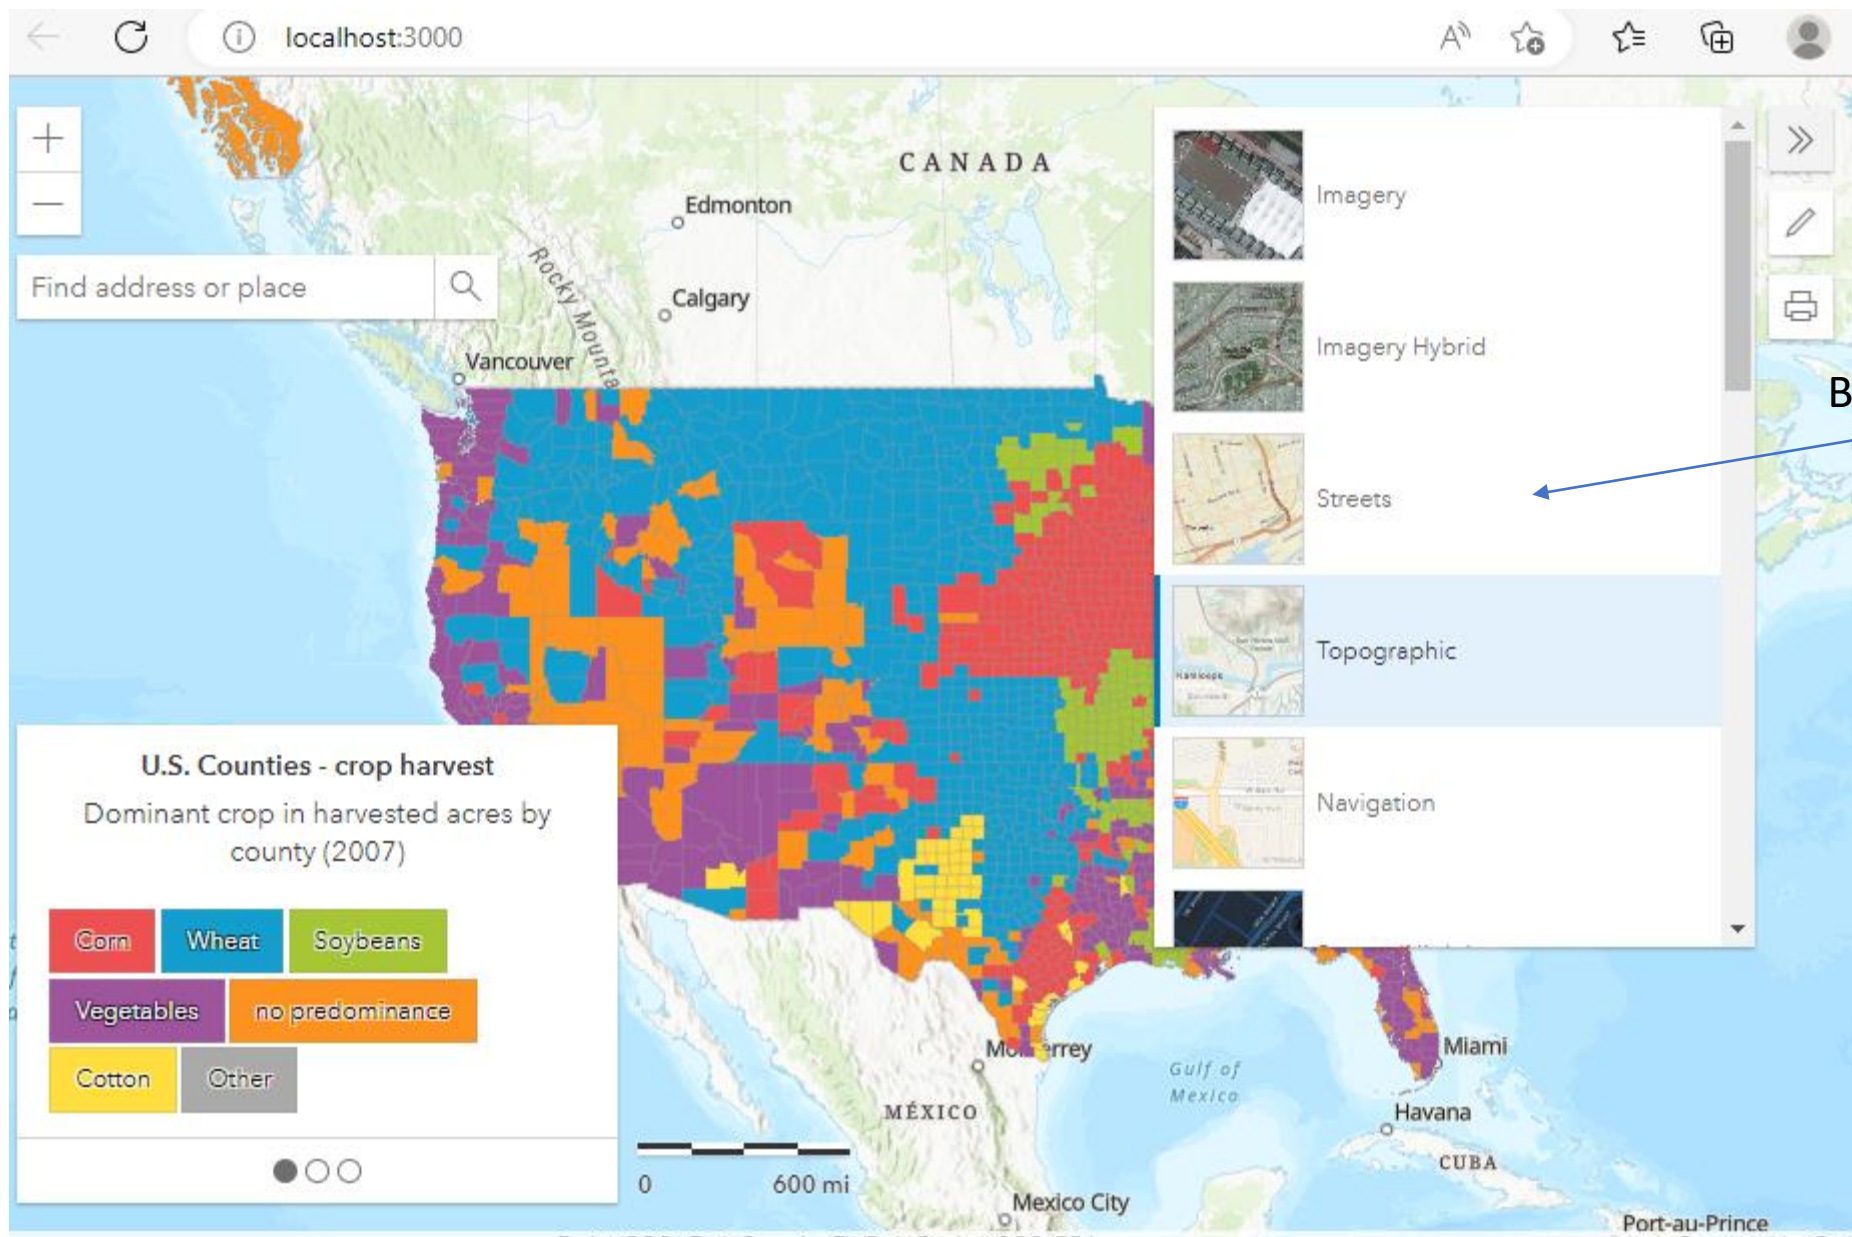 localhost:3000
CANADA
Edmonton
Imagery
Find address or place
Rocky Mounta
Calgary
Imagery Hybrid
Vancouver
B
Streets
Topographic
U.S. Counties - crop harvest
Dominant crop in harvested acres by
county (2007)
Navigation
Corn Wheat Soybeans
Vegetables no predominance
Cotton Other
Miami
Gulf of
Mexico
MÉXICO
Havana
CUBA
0 600 mi
Mexico City
Port-au-Prince